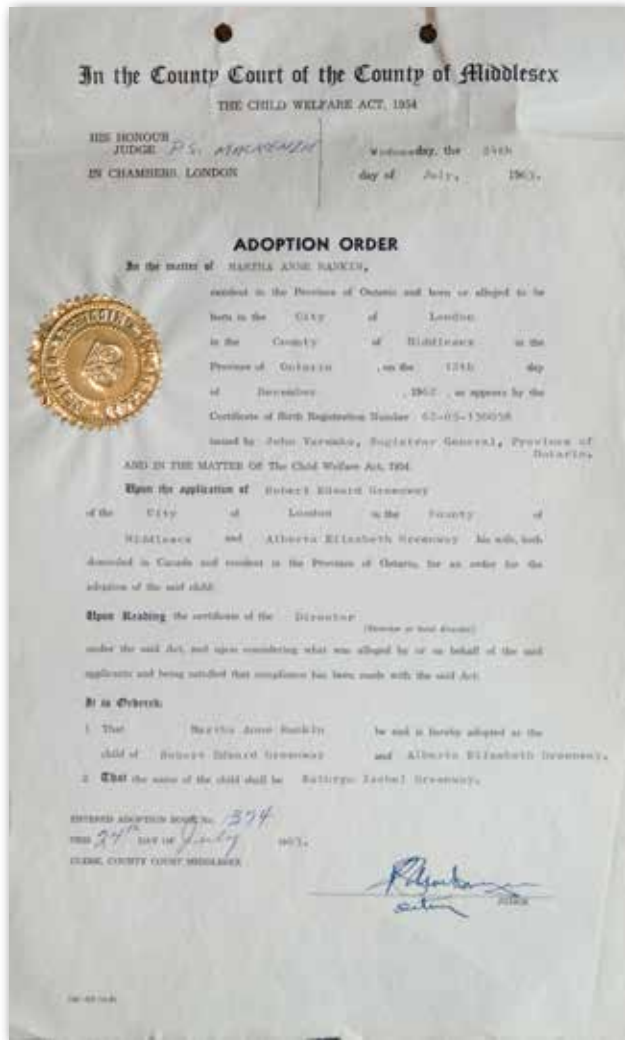 In the County Court of the County of Middlesex
THE CHILD WELFARE ACT, 1954
HIS HONOUR
JUDGE P.S. MACKENZIE
Wednesday, the 24th
IN CHAMBERS, LONDON
day of July, 1963.
ADOPTION ORDER
In the matter of MARTHA ANNE RANKIN,
resident in the Province of Ontario and born or alleged to be
born in the City of London
in the County of Middlesex in the
Province of Ontario , on the day
of December , 1962 , as appears by the
Certificate of Birth Registration Number 62-05-
issued by John Registrar General, Province of
Ontario,
AND IN THE MATTER OF The Child Welfare Act, 1954.
Upon the application of Robert Edward Greenway
of the City of London in the County of
Middlesex and Alberta Elizabeth Greenway his wife, both
domiciled in Canada and resident in the Province of Ontario, for an order for the
adoption of the said child:
Upon Reading the certificate of the Director
under the said Act, and upon considering what was alleged by or on behalf of the said
applicants and being satisfied that compliance has been made with the said Act:
It is Ordered:
1. That Martha Anne Rankin be and is hereby adopted as the
child of Robert Edward Greenway and Alberta Elizabeth Greenway.
2. That the name of the child shall be Kathryn Isobel Greenway.
ENTERED ADOPTION BOOK No. 374
THIS 24th DAY OF July 1963.
CLERK, COUNTY COURT MIDDLESEX
JUDGE